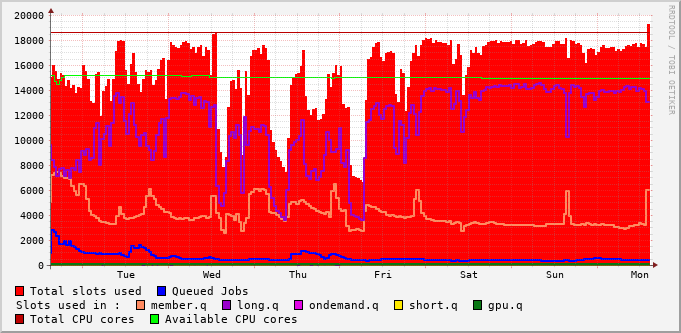 20000
18000
16000
14000
12000
10000
8000
6000
4000
2000
0
Tue Wed Thu Fri Sat Sun Mon
Total slots used Queued Jobs
Slots used in : member.q long.q ondemand.q short.q gpu.q
Total CPU cores Available CPU cores
RRDTOOL / TOBI OETIKER